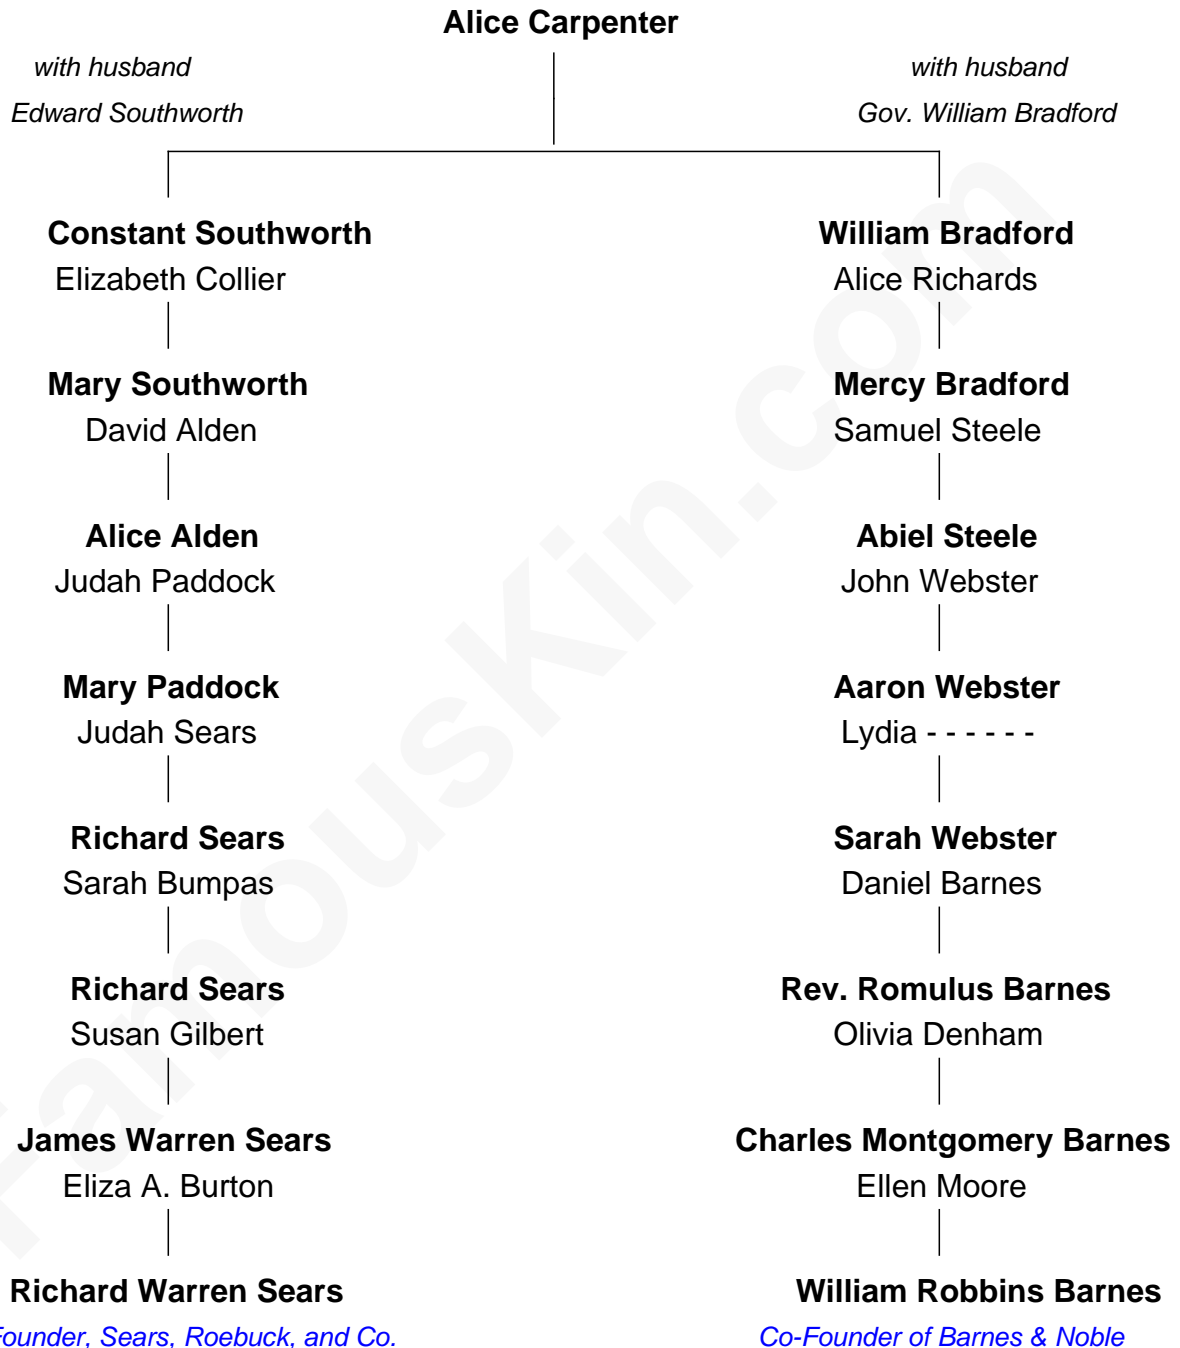 Alice Carpenter
with husband
Edward Southworth
with husband
Gov. William Bradford
Constant Southworth
Elizabeth Collier
William Bradford
Alice Richards
Mary Southworth
David Alden
Mercy Bradford
Samuel Steele
Alice Alden
Judah Paddock
Abiel Steele
John Webster
Mary Paddock
Judah Sears
Aaron Webster
Lydia - - - - - -
Richard Sears
Sarah Bumpas
Sarah Webster
Daniel Barnes
Richard Sears
Susan Gilbert
Rev. Romulus Barnes
Olivia Denham
James Warren Sears
Eliza A. Burton
Charles Montgomery Barnes
Ellen Moore
Richard Warren Sears
Founder, Sears, Roebuck, and Co.
William Robbins Barnes
Co-Founder of Barnes & Noble
FamousKin.com